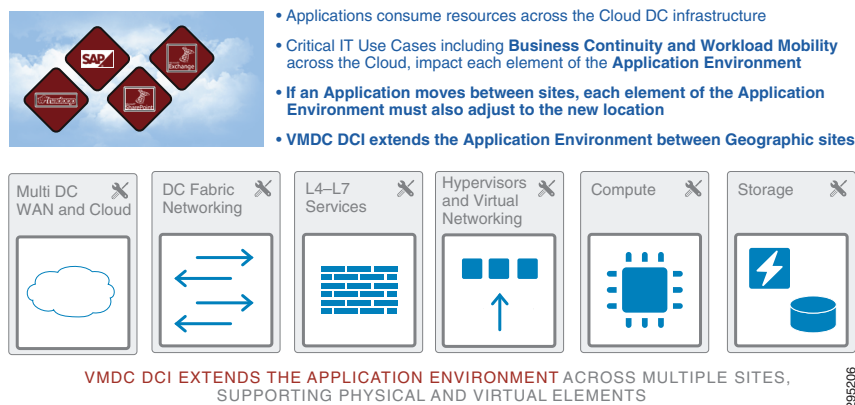 • Applications consume resources across the Cloud DC infrastructure
• Critical IT Use Cases including Business Continuity and Workload Mobility
across the Cloud, impact each element of the Application Environment
• If an Application moves between sites, each element of the Application
Environment must also adjust to the new location
• VMDC DCI extends the Application Environment between Geographic sites
SAP
Exchange
hadoop
SharePoint
Multi DC
WAN and Cloud
DC Fabric
Networking
L4–L7
Services
Hypervisors
and Virtual
Networking
Compute
Storage
VMDC DCI EXTENDS THE APPLICATION ENVIRONMENT ACROSS MULTIPLE SITES,
SUPPORTING PHYSICAL AND VIRTUAL ELEMENTS
295206